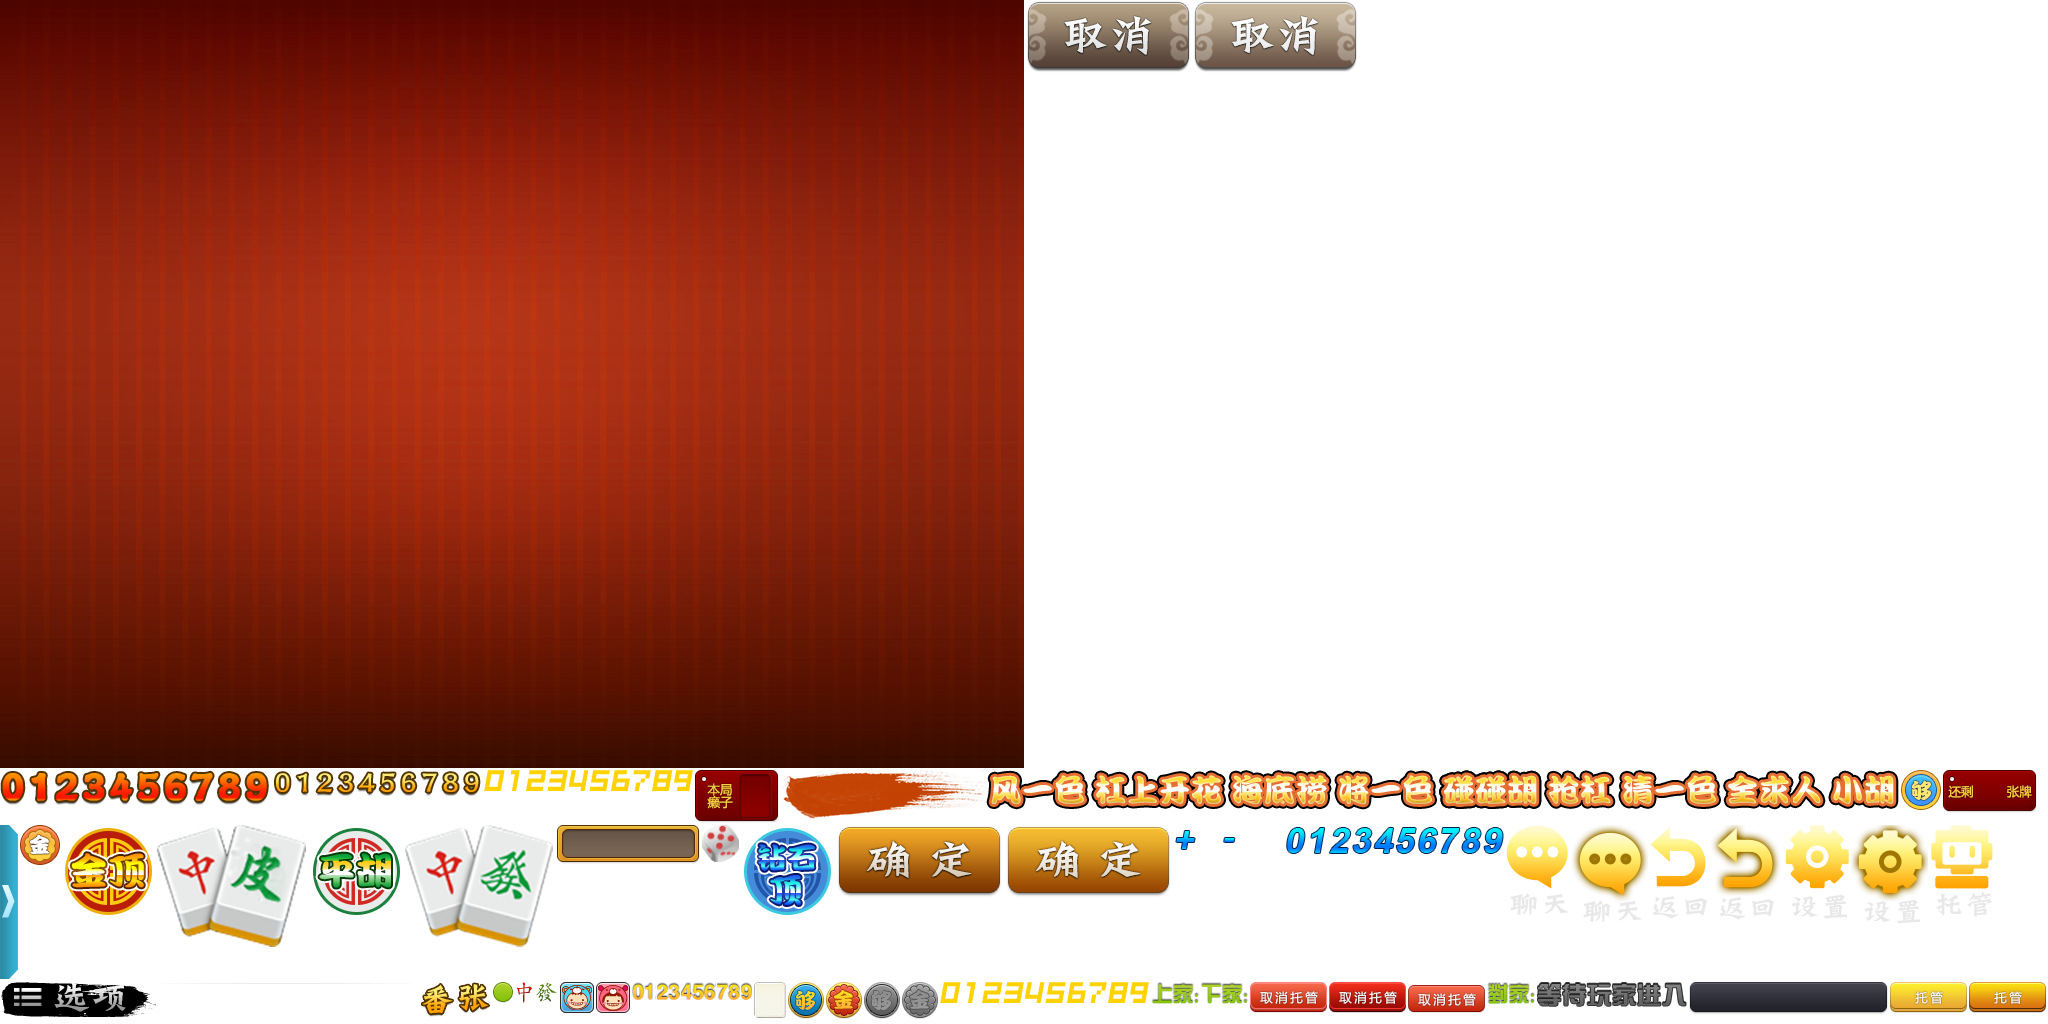 取消 取消
0123456789 0123456789 0123456789 本局癞子 风一色 杠上开花 海底捞 将一色 碰碰胡 抢杠 清一色 全求人 小胡 够 还剩 张牌
金 金顶 中 皮 平胡 中 發 钻石顶 确定 确定 + - 0123456789 聊天 聊天 返回 返回 设置 设置 托管
选项 番 张 中 發 0123456789 够 金 够 金 0123456789 上家: 下家: 取消托管 取消托管 取消托管 对家: 等待玩家进入 托管 托管